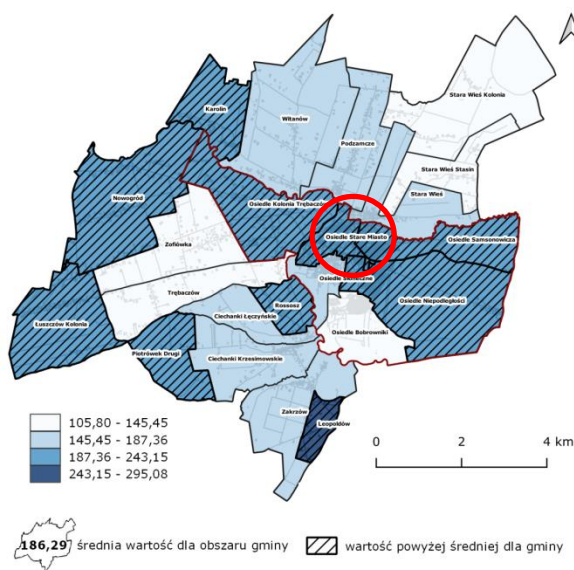 Karolin
Witanów
Stara Wieś Kolonia
Podzamcze
Stara Wieś Stasin
Nowogród
Stara Wieś
Osiedle Kolonia Trębaczów
Zofiówka
Osiedle Stare Miasto
Osiedle Samsonowicza
Osiedle
Trębaczów
Rossosz
Osiedle Niepodległości
Luszczów Kolonia
Ciechanki Łęczyńskie
Osiedle Bobrowniki
Pietrówek Drugi
Ciechanki Krzesimowskie
Zakrzów
Leopoldów
105,80 - 145,45
145,45 - 187,36
187,36 - 243,15
243,15 - 295,08
0 2 4 km
186,29 średnia wartość dla obszaru gminy
wartość powyżej średniej dla gminy